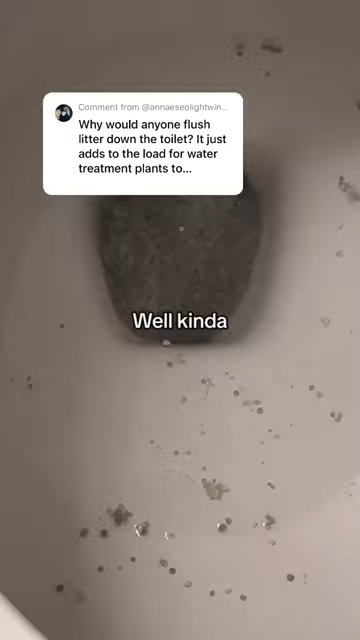 Comment from @annaeseolightwin...
Why would anyone flush
litter down the toilet? It just
adds to the load for water
treatment plants to...
Well kinda